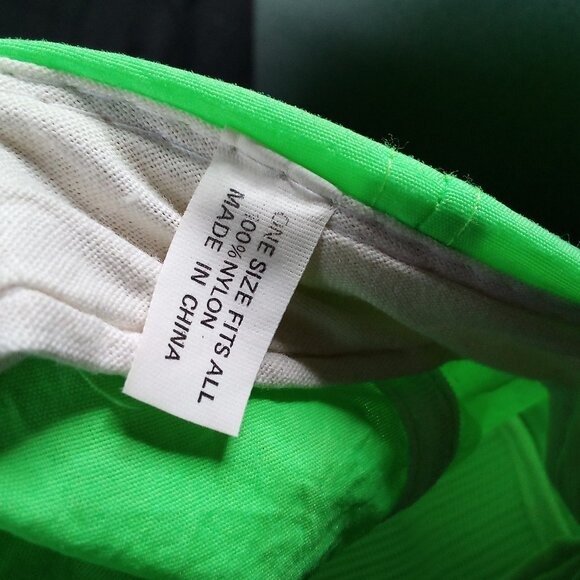 ONE SIZE FITS ALL
100% NYLON
MADE IN CHINA